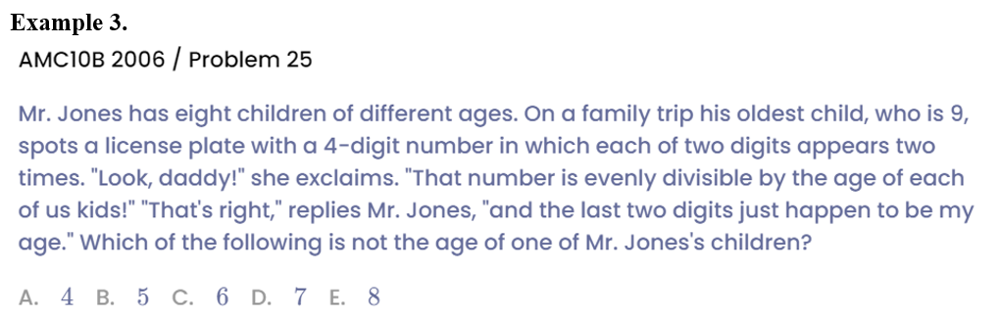 Example 3.
AMC10B 2006 / Problem 25
Mr. Jones has eight children of different ages. On a family trip his oldest child, who is 9,
spots a license plate with a 4-digit number in which each of two digits appears two
times. "Look, daddy!" she exclaims. "That number is evenly divisible by the age of each
of us kids!" "That's right," replies Mr. Jones, "and the last two digits just happen to be my
age." Which of the following is not the age of one of Mr. Jones's children?
A. 4 B. 5 C. 6 D. 7 E. 8